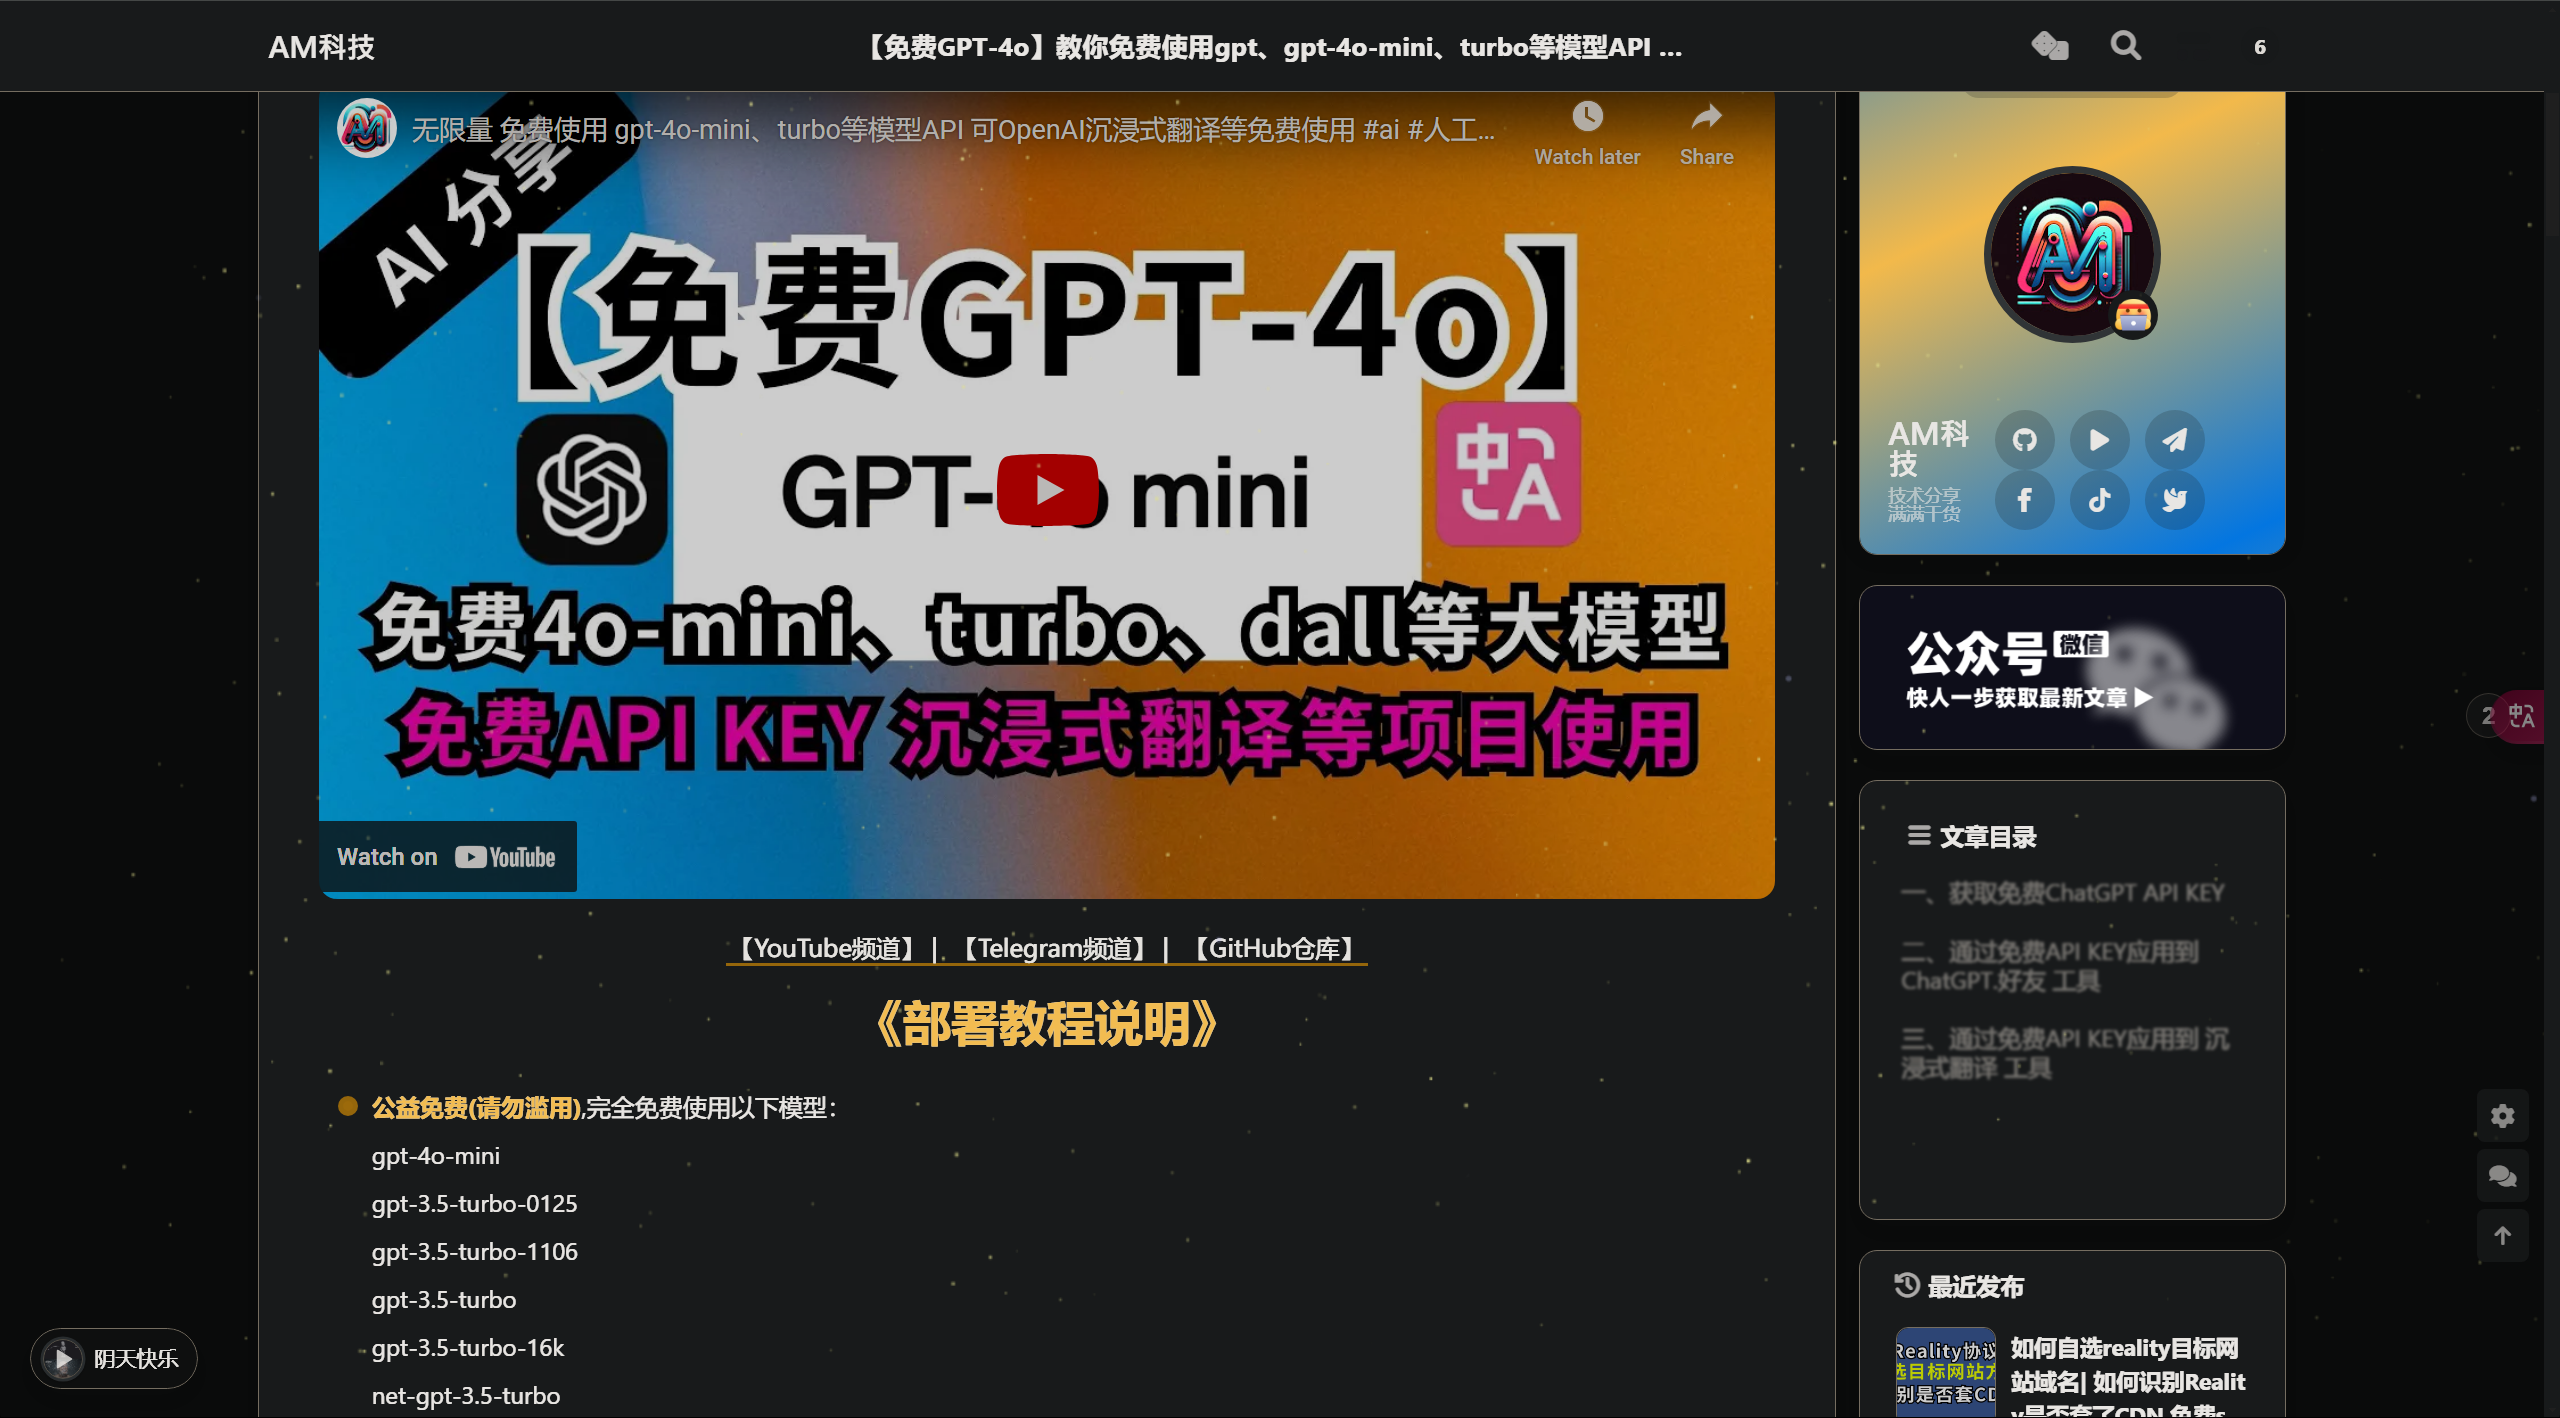 AM科技
【免费GPT-4o】教你免费使用gpt、gpt-4o-mini、turbo等模型API ...
6
无限量 免费使用 gpt-4o-mini、turbo等模型API 可OpenAI沉浸式翻译等免费使用 #ai #人工...
Watch later
Share
AI 分享
【免费GPT-4o】
GPT-4o mini
中A
免费4o-mini、turbo、dall等大模型
免费API KEY 沉浸式翻译等项目使用
Watch on YouTube
【YouTube频道】 | 【Telegram频道】 | 【GitHub仓库】
《部署教程说明》
公益免费(请勿滥用),完全免费使用以下模型：
gpt-4o-mini
gpt-3.5-turbo-0125
gpt-3.5-turbo-1106
gpt-3.5-turbo
gpt-3.5-turbo-16k
net-gpt-3.5-turbo
阴天快乐
AM科
技
技术分享
满满干货
公众号 微信
快人一步获取最新文章
2
中A
文章目录
一、获取免费ChatGPT API KEY
二、通过免费API KEY应用到
ChatGPT.好友 工具
三、通过免费API KEY应用到 沉
浸式翻译 工具
最近发布
Reality协议
选目标网站方
别是否套CD
如何自选reality目标网
站域名| 如何识别Realit
y是否套了CDN 免费s